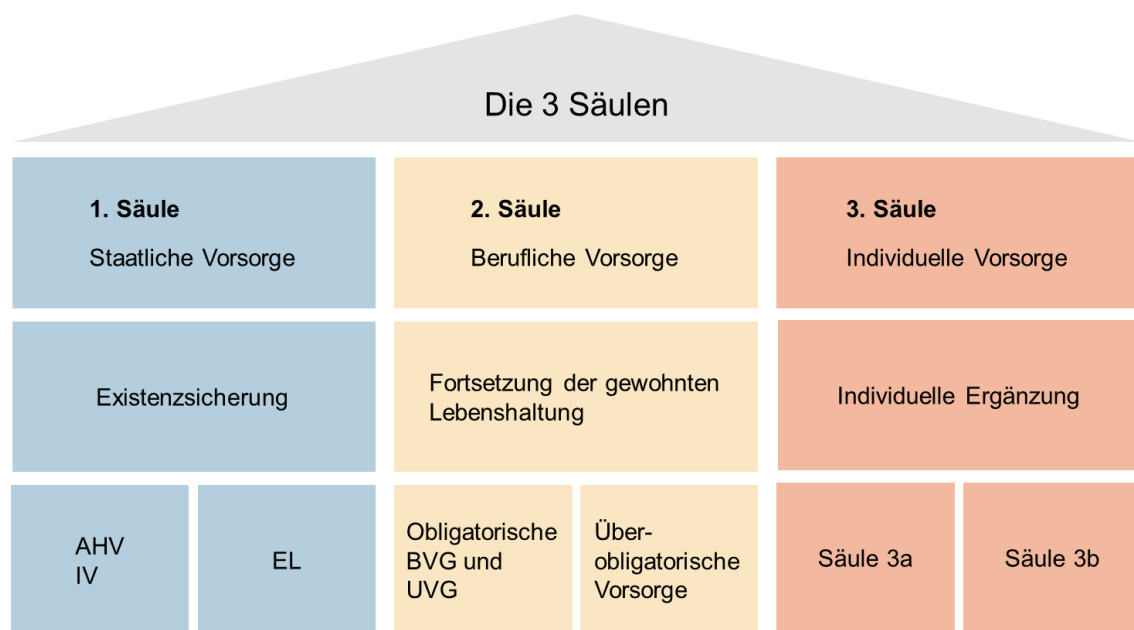 Die 3 Säulen
1. Säule
Staatliche Vorsorge
2. Säule
Berufliche Vorsorge
3. Säule
Individuelle Vorsorge
Existenzsicherung
Fortsetzung der gewohnten
Lebenshaltung
Individuelle Ergänzung
AHV
IV
EL
Obligatorische
BVG und
UVG
Über-
obligatorische
Vorsorge
Säule 3a
Säule 3b